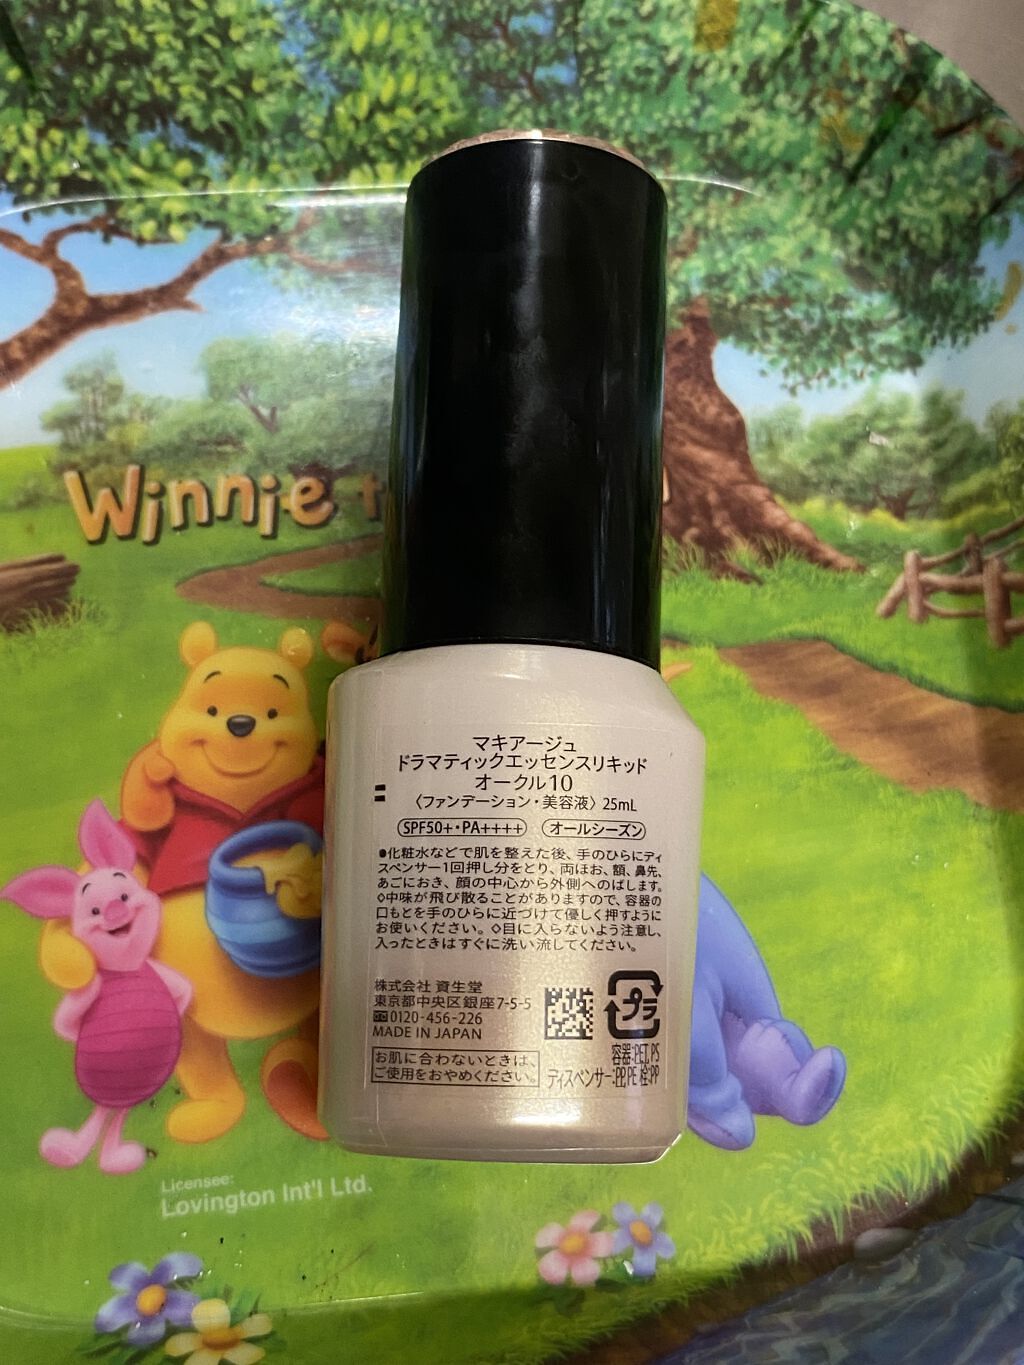 Winnie t
マキアージュ
ドラマティックエッセンスリキッド
オークル10
〈ファンデーション・美容液〉25mL
SPF50+・PA++++ オールシーズン
●化粧水などで肌を整えた後、手のひらにディ
スペンサー1回押し分をとり、両ほお、額、鼻先、
あごにおき、顔の中心から外側へのばします。
◇中味が飛び散ることがありますので、容器の
口もとを手のひらに近づけて優しく押すように
お使いください。◇目に入らないよう注意し、
入ったときはすぐに洗い流してください。
株式会社 資生堂
東京都中央区銀座7-5-5
0120-456-226
MADE IN JAPAN
お肌に合わないときは、
ご使用をおやめください。
プラ
容器:PET, PS
ディスペンサー:PP, PE 栓:PP
Licensee:
Lovington Int'l Ltd.